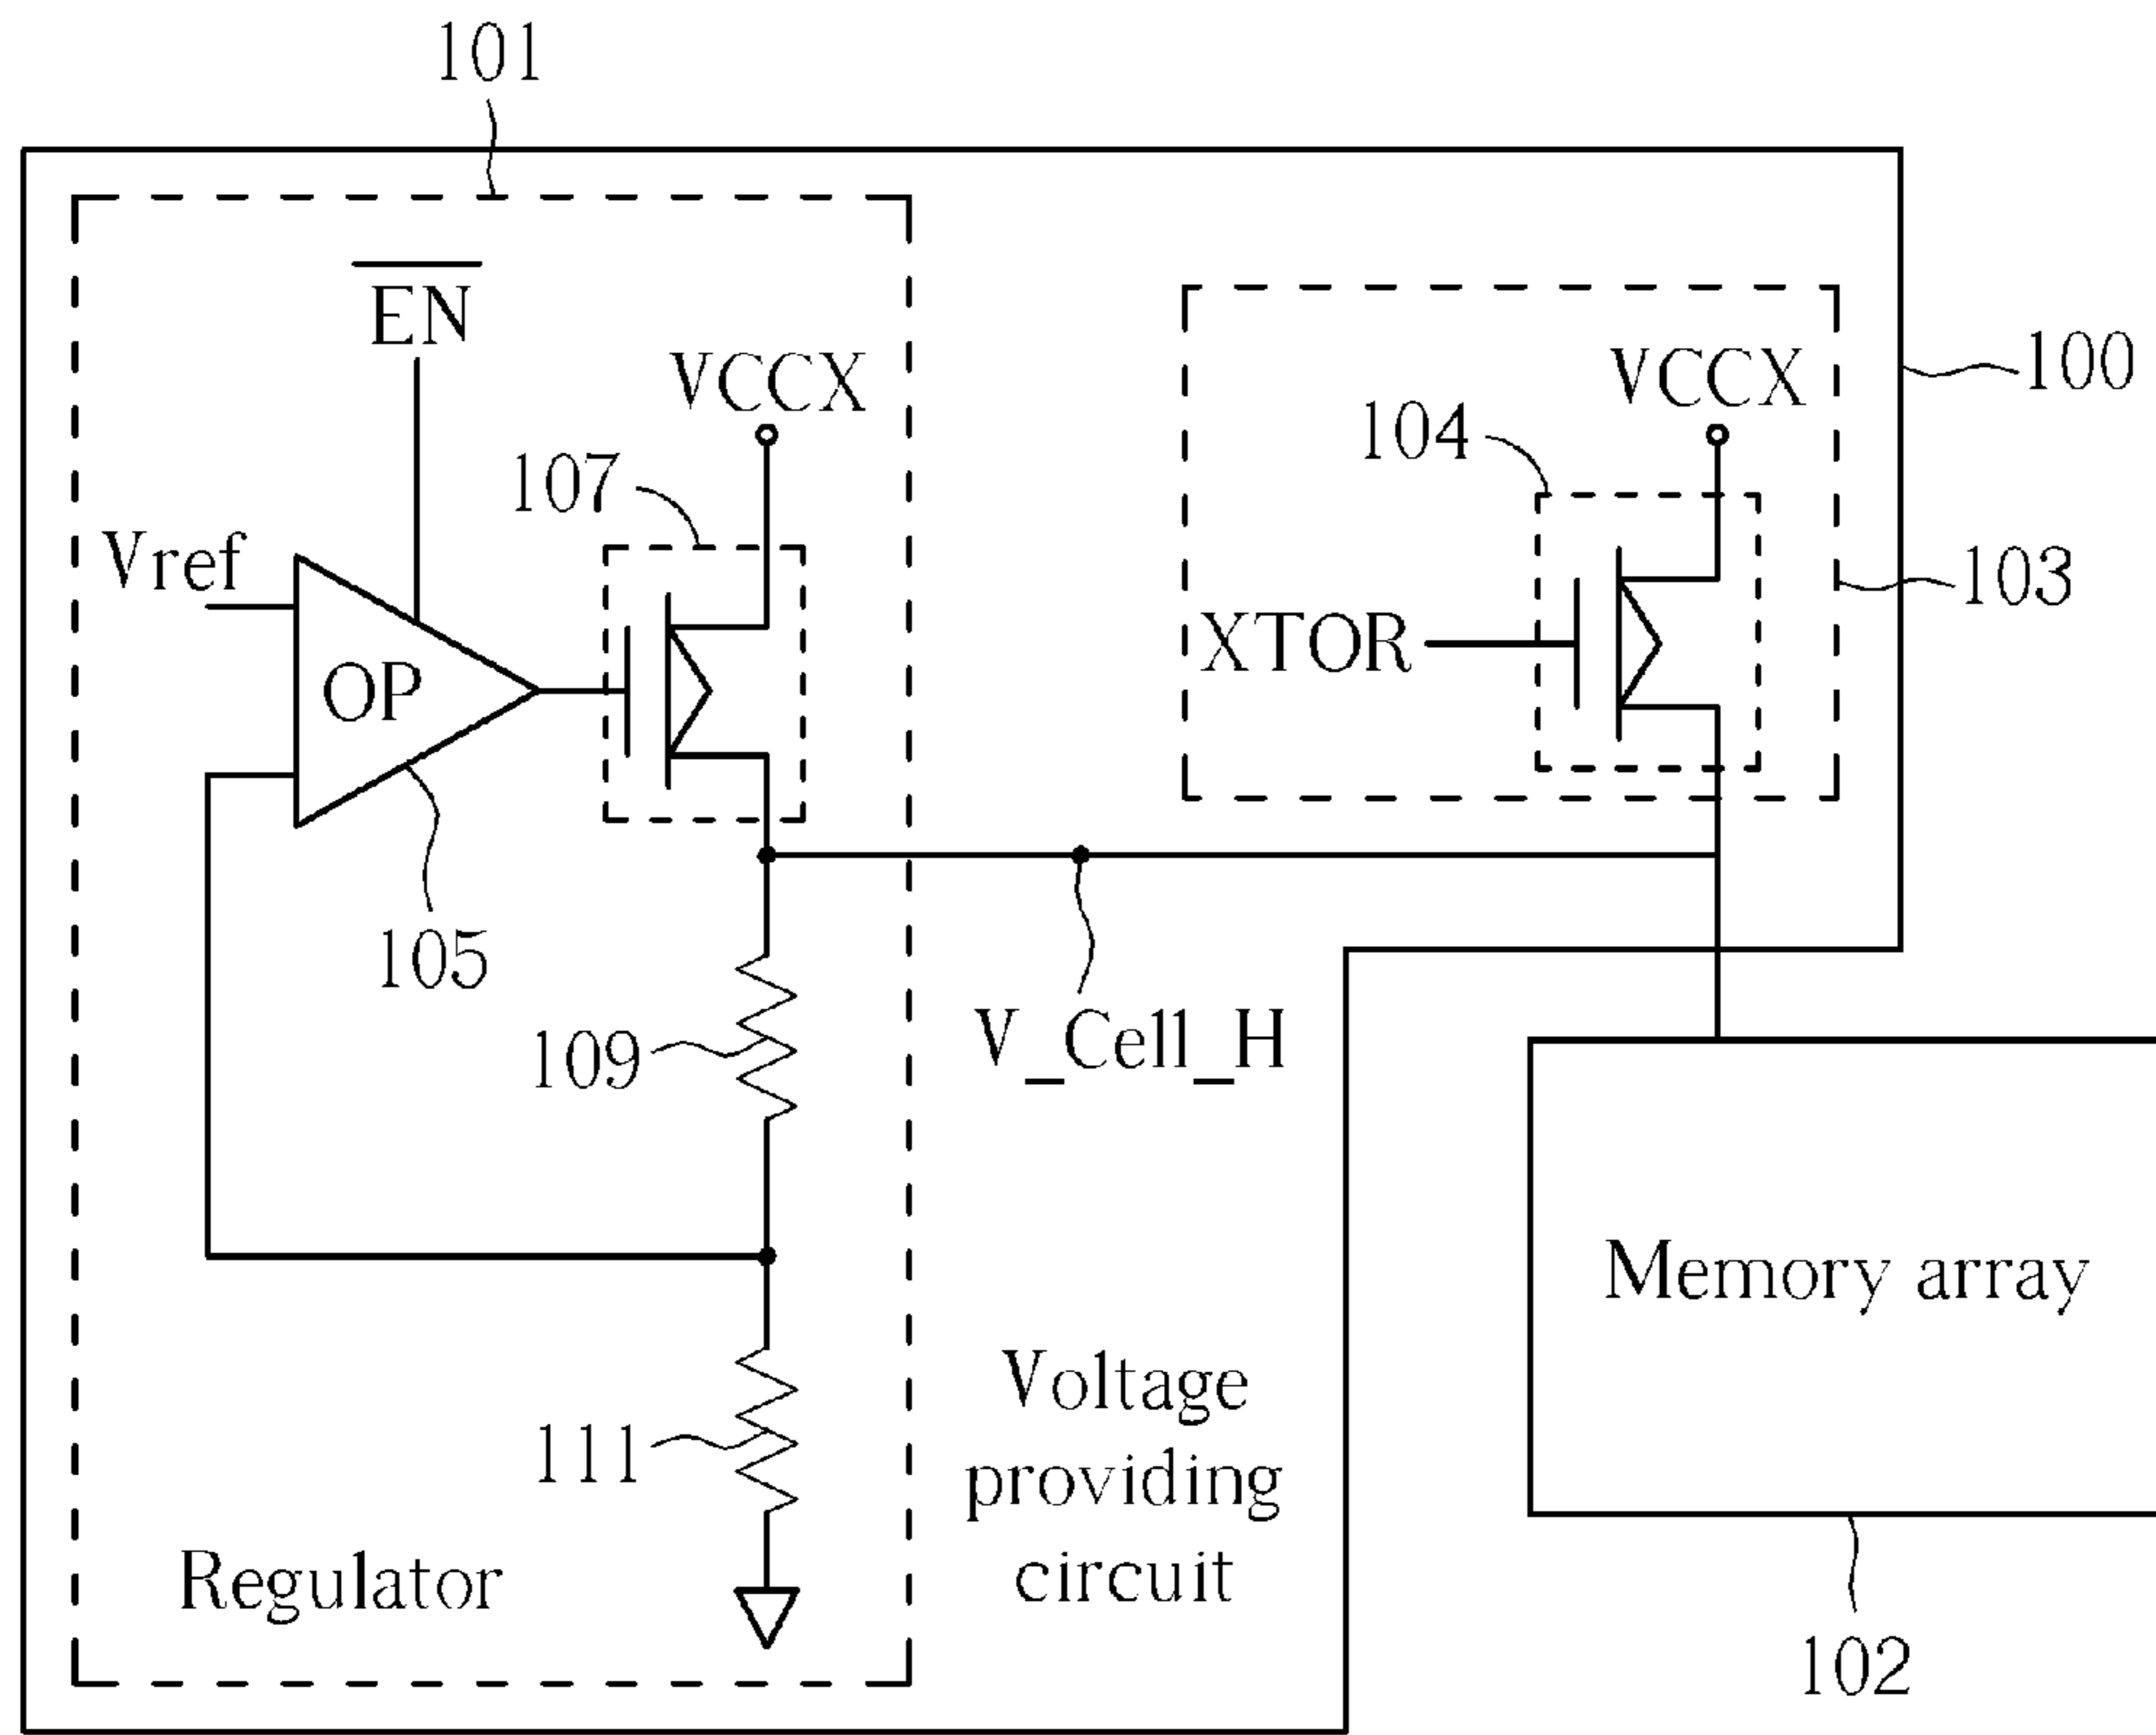 101
EN
VCCX
VCCX
100
104
107
Vref
103
XTOR
OP
105
V_Cell_H
109
Memory array
Voltage
providing
circuit
111
Regulator
102